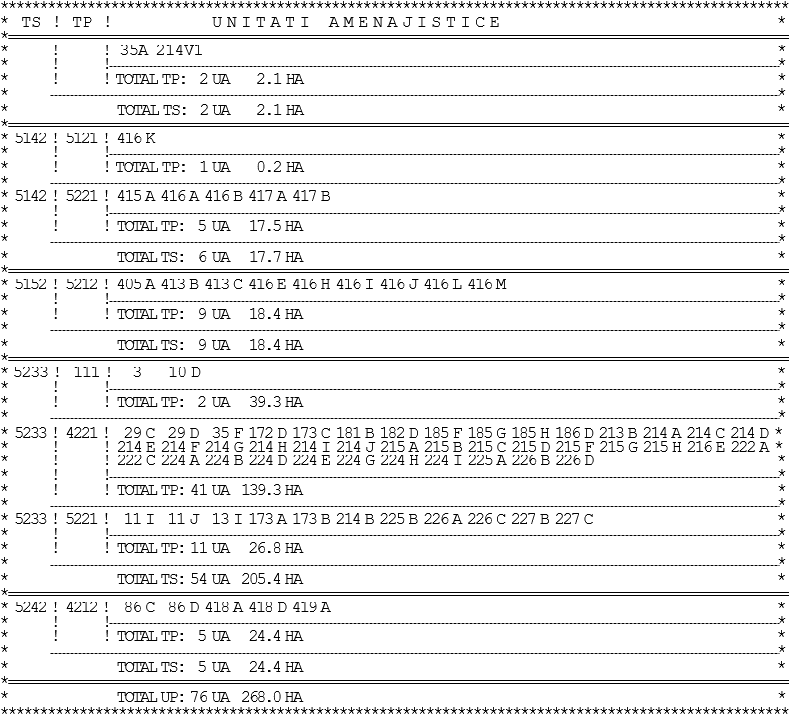 * TS ! TP ! U N I T A T I A M E N A J I S T I C E *
! ! 35A 214V1
! ! TOTAL TP: 2 UA 2.1 HA
TOTAL TS: 2 UA 2.1 HA
* 5142 ! 5121 ! 416 K *
! ! TOTAL TP: 1 UA 0.2 HA
* 5142 ! 5221 ! 415 A 416 A 416 B 417 A 417 B *
! ! TOTAL TP: 5 UA 17.5 HA
TOTAL TS: 6 UA 17.7 HA
* 5152 ! 5212 ! 405 A 413 B 413 C 416 E 416 H 416 I 416 J 416 L 416 M *
! ! TOTAL TP: 9 UA 18.4 HA
TOTAL TS: 9 UA 18.4 HA
* 5233 ! 111 ! 3 10 D *
! ! TOTAL TP: 2 UA 39.3 HA
* 5233 ! 4221 ! 29 C 29 D 35 F 172 D 173 C 181 B 182 D 185 F 185 G 185 H 186 D 213 B 214 A 214 C 214 D *
* ! ! 214 E 214 F 214 G 214 H 214 I 214 J 215 A 215 B 215 C 215 D 215 F 215 G 215 H 216 E 222 A *
* ! ! 222 C 224 A 224 B 224 D 224 E 224 G 224 H 224 I 225 A 226 B 226 D *
! ! TOTAL TP: 41 UA 139.3 HA
* 5233 ! 5221 ! 11 I 11 J 13 I 173 A 173 B 214 B 225 B 226 A 226 C 227 B 227 C *
! ! TOTAL TP: 11 UA 26.8 HA
TOTAL TS: 54 UA 205.4 HA
* 5242 ! 4212 ! 86 C 86 D 418 A 418 D 419 A *
! ! TOTAL TP: 5 UA 24.4 HA
TOTAL TS: 5 UA 24.4 HA
* TOTAL UP: 76 UA 268.0 HA *